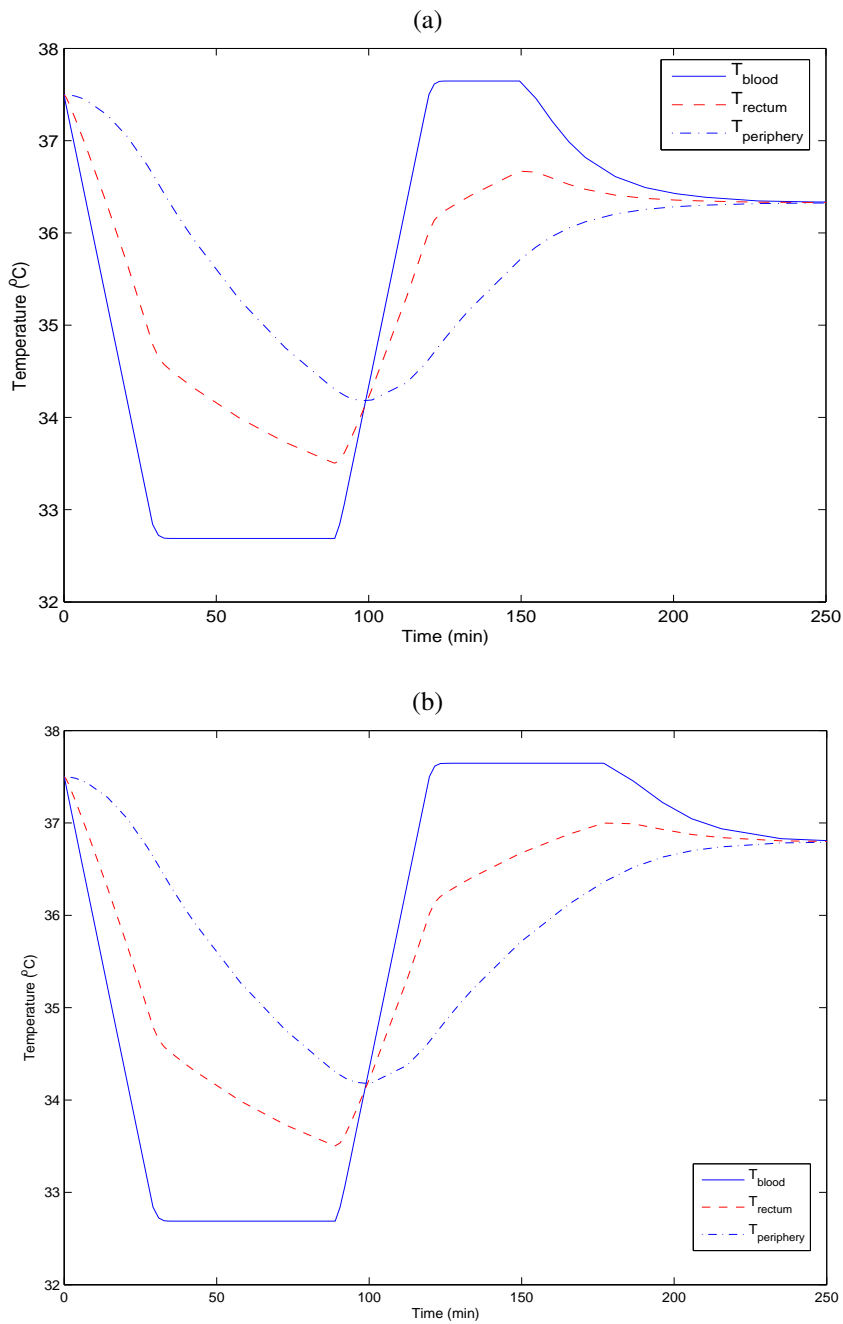 (a)
38
37
36
35
34
33
32
Temperature (⁰C)
T_blood
T_rectum
T_periphery
0 50 100 150 200 250
Time (min)
(b)
38
37
36
35
34
33
32
Temperature (⁰C)
T_blood
T_rectum
T_periphery
0 50 100 150 200 250
Time (min)